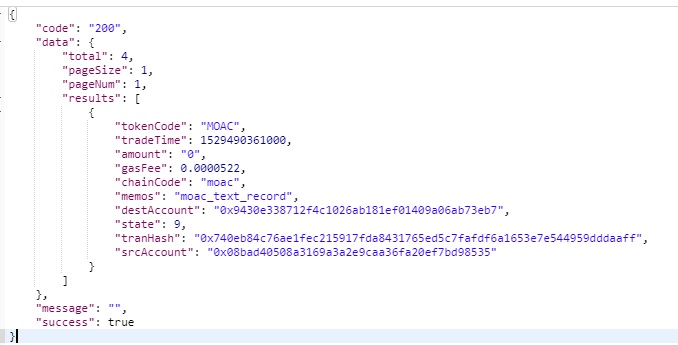 {
"code": "200",
"data": {
"total": 4,
"pageSize": 1,
"pageNum": 1,
"results": [
{
"tokenCode": "MOAC",
"tradeTime": 1529490361000,
"amount": "0",
"gasFee": 0.0000522,
"chainCode": "moac",
"memos": "moac_text_record",
"destAccount": "0x9430e338712f4c1026ab181ef01409a06ab73eb7",
"state": 9,
"tranHash": "0x740eb84c76ae1fec215917fda8431765ed5c7fafdf6a1653e7e544959dddaaff",
"srcAccount": "0x08bad40508a3169a3a2e9caa36fa20ef7bd98535"
}
]
},
"message": "",
"success": true
}